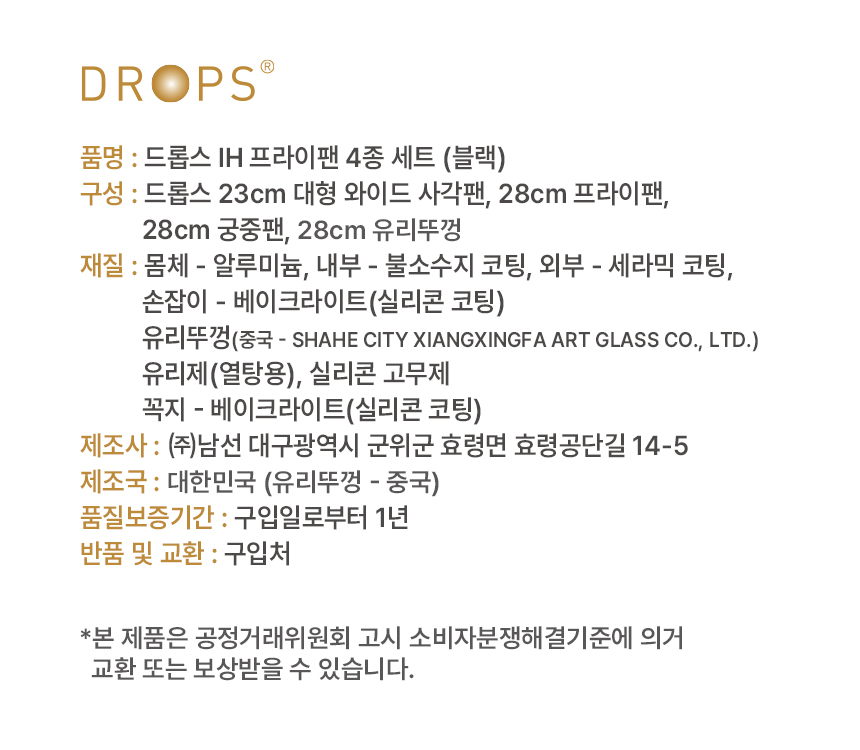 DROPS®
품명 : 드롭스 IH 프라이팬 4종 세트 (블랙)
구성 : 드롭스 23cm 대형 와이드 사각팬, 28cm 프라이팬,
28cm 궁중팬, 28cm 유리뚜껑
재질 : 몸체 - 알루미늄, 내부 - 불소수지 코팅, 외부 - 세라믹 코팅,
손잡이 - 베이크라이트(실리콘 코팅)
유리뚜껑(중국 - SHAHE CITY XIANGXINGFA ART GLASS CO., LTD.)
유리제(열탕용), 실리콘 고무제
꼭지 - 베이크라이트(실리콘 코팅)
제조사 : ㈜남선 대구광역시 군위군 효령면 효령공단길 14-5
제조국 : 대한민국 (유리뚜껑 - 중국)
품질보증기간 : 구입일로부터 1년
반품 및 교환 : 구입처
*본 제품은 공정거래위원회 고시 소비자분쟁해결기준에 의거
교환 또는 보상받을 수 있습니다.